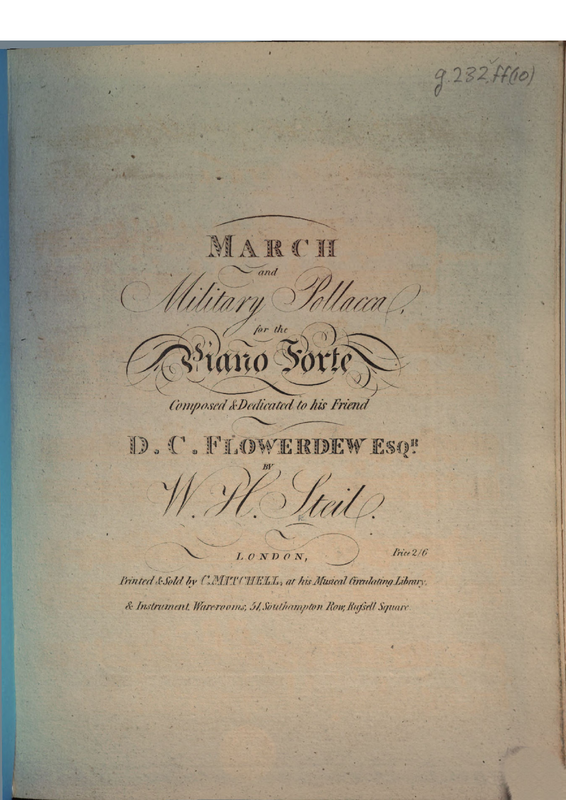 g.232.ff(10)
MARCH
and
Military Pollacca,
for the
Piano Forte
Composed & Dedicated to his Friend
D. C. FLOWERDEW ESQR.
BY
W. H. Steil.
LONDON,
Price 2/6
Printed & Sold by C. MITCHELL, at his Musical Circulating Library,
& Instrument Warerooms, 51, Southampton Row, Ruſsell Square